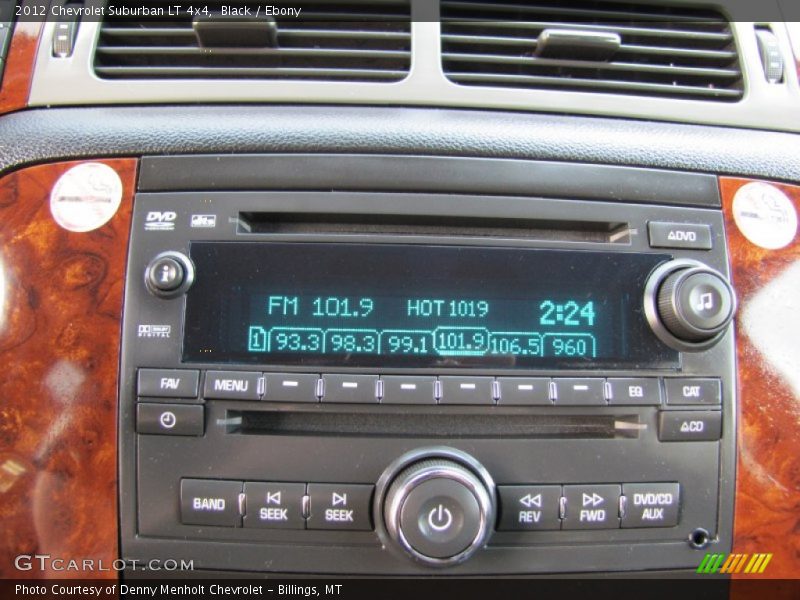 2012 Chevrolet Suburban LT 4x4, Black / Ebony
DVD
DVD
i
FM 101.9 HOT 1019 2:24
1 93.3 98.3 99.1 101.9 106.5 960
DOLBY
DIGITAL
FAV MENU EQ CAT
CD
BAND SEEK SEEK REV FWD DVD/CD AUX
GTCARLOT.COM
Photo Courtesy of Denny Menholt Chevrolet – Billings, MT